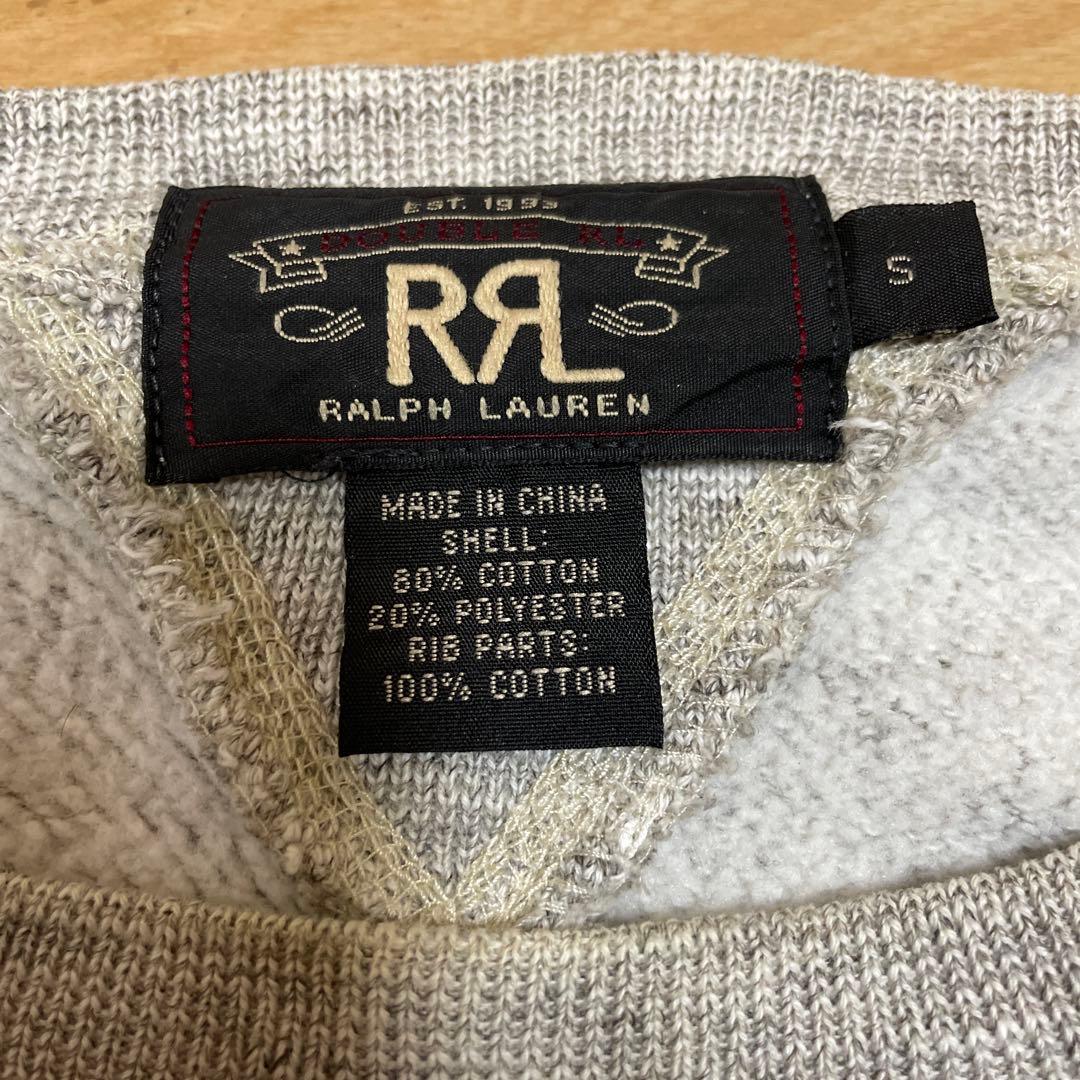 EST. 1993
DOUBLE RL
RRL
RALPH LAUREN
S
MADE IN CHINA
SHELL:
80% COTTON
20% POLYESTER
RIB PARTS:
100% COTTON